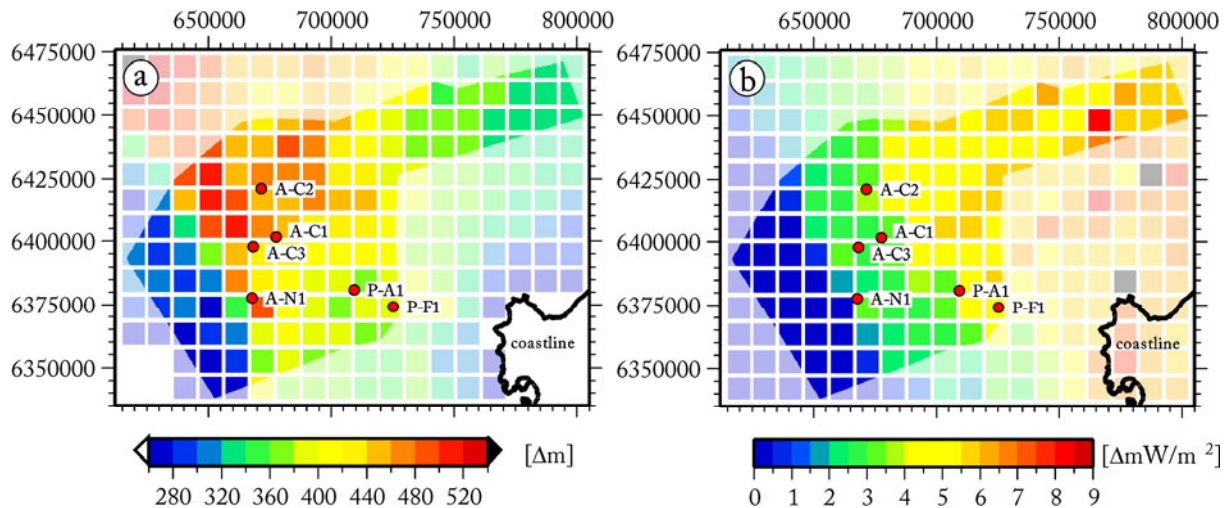 650000 700000 750000 800000 650000 700000 750000 800000
6475000 6475000
a b
6450000 6450000
6425000 6425000
A-C2 A-C2
A-C1 A-C1
6400000 6400000
A-C3 A-C3
P-A1 P-A1
A-N1 A-N1
6375000 6375000
P-F1 P-F1
coastline coastline
6350000 6350000
[Δm] [ΔmW/m ²]
280 320 360 400 440 480 520 0 1 2 3 4 5 6 7 8 9